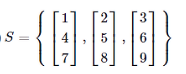 ) S = { [1 4 7], [2 5 8], [3 6 9] }